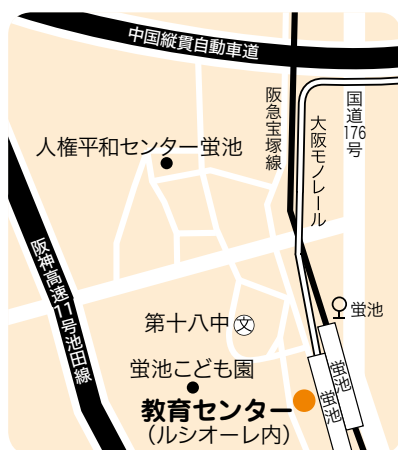 中国縦貫自動車道
阪急宝塚線
大阪モノレール
国道176号
人権平和センター蛍池
阪神高速11号池田線
蛍池
第十八中
文
蛍池こども園
蛍池
蛍池
教育センター
(ルシオーレ内)